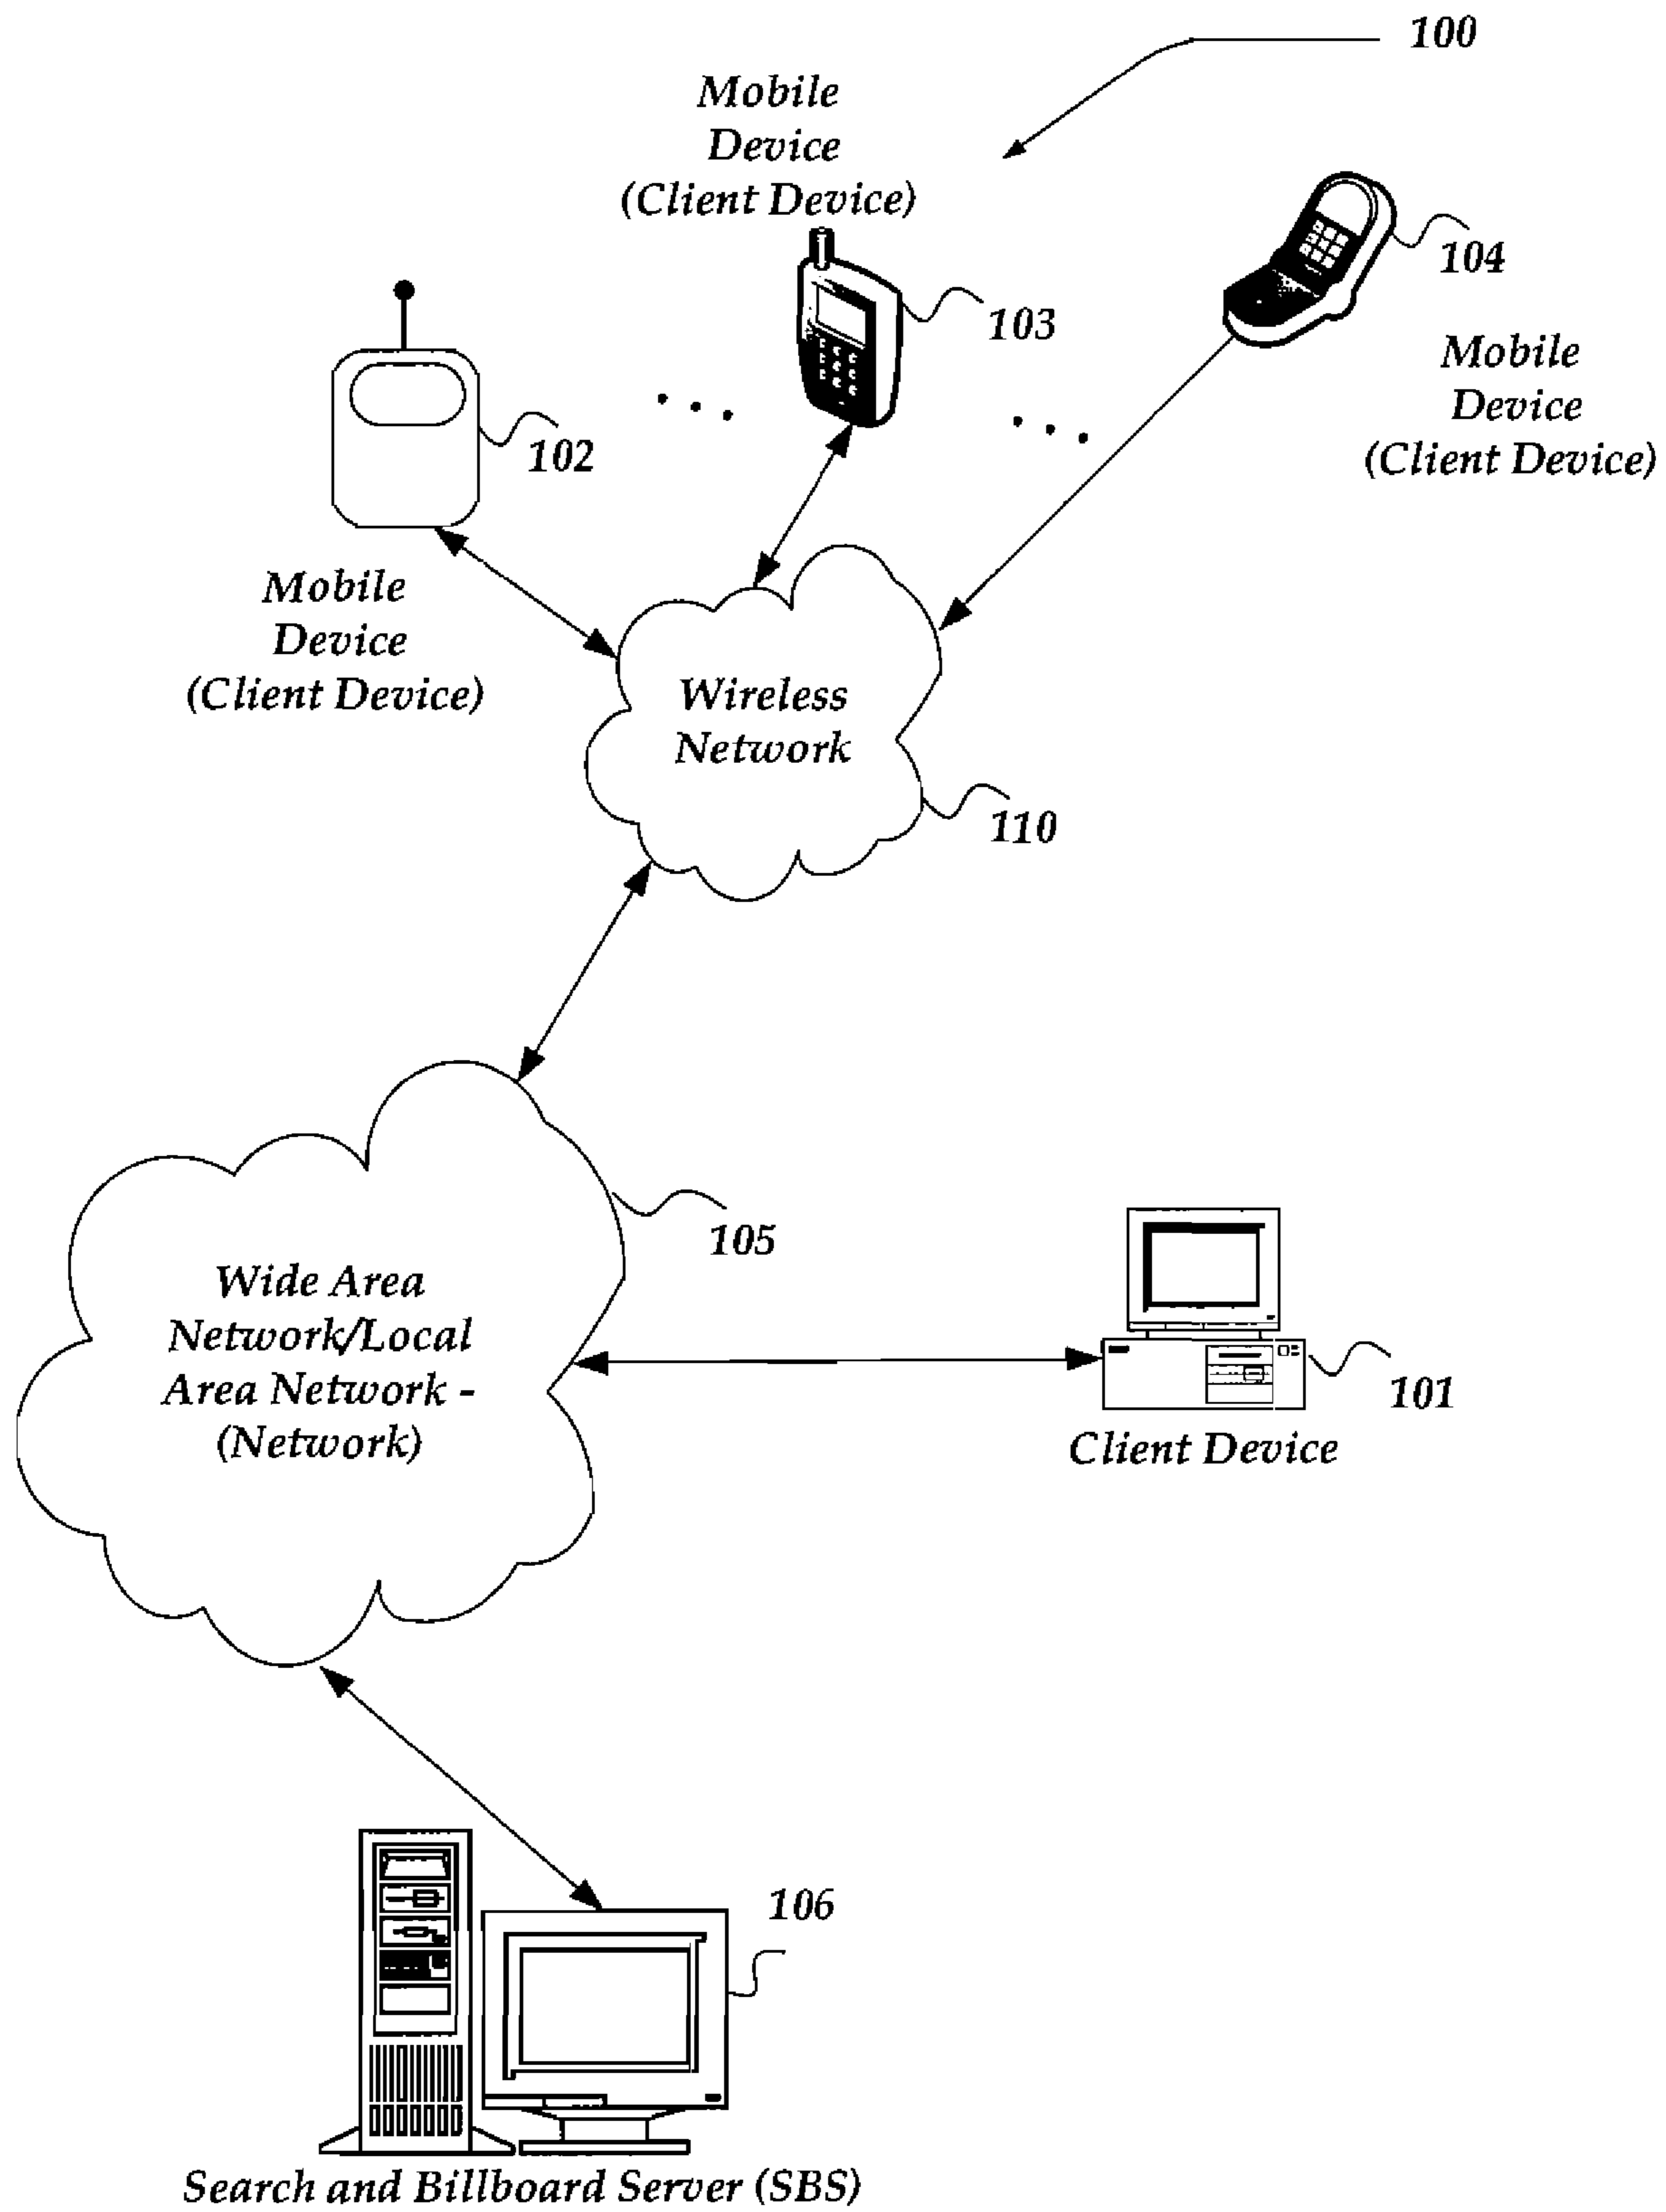 100
Mobile
Device
(Client Device)
104
103
Mobile
Device
(Client Device)
102
Mobile
Device
(Client Device)
Wireless
Network
110
105
Wide Area
Network/Local
Area Network -
(Network)
101
Client Device
106
Search and Billboard Server (SBS)